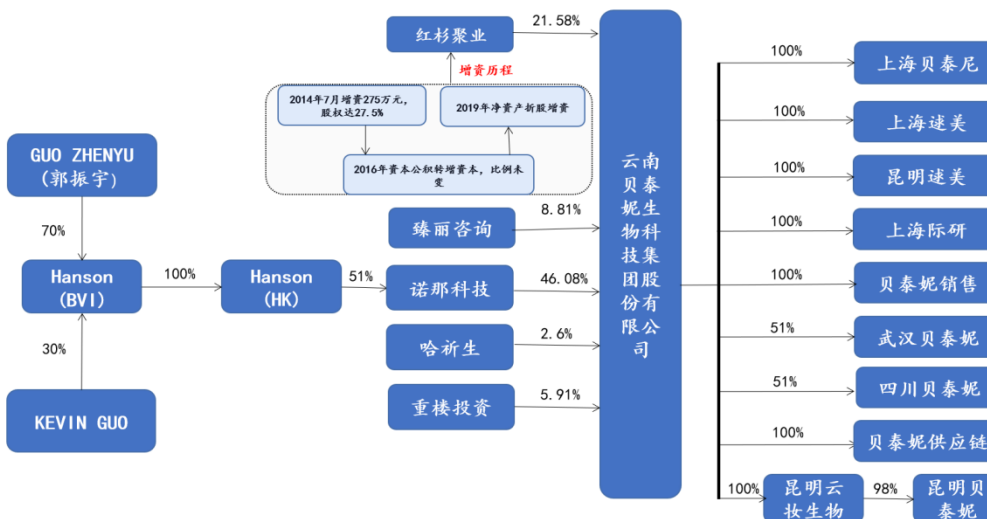 红杉聚业
21.58%
增资历程
2014年7月增资275万元，
股权达27.5%
2019年净资产折股增资
2016年资本公积转增资本，比例未
变
GUO ZHENYU
(郭振宇)
70%
Hanson
(BVI)
100%
Hanson
(HK)
51%
30%
KEVIN GUO
臻丽咨询
8.81%
诺那科技
46.08%
哈祈生
2.6%
重楼投资
5.91%
云南贝泰妮生物科技集团股份有限公司
100%
上海贝泰尼
100%
上海逑美
100%
昆明逑美
100%
上海际研
100%
贝泰妮销售
51%
武汉贝泰妮
51%
四川贝泰妮
100%
贝泰妮供应链
100%
昆明云
妆生物
98%
昆明贝
泰妮